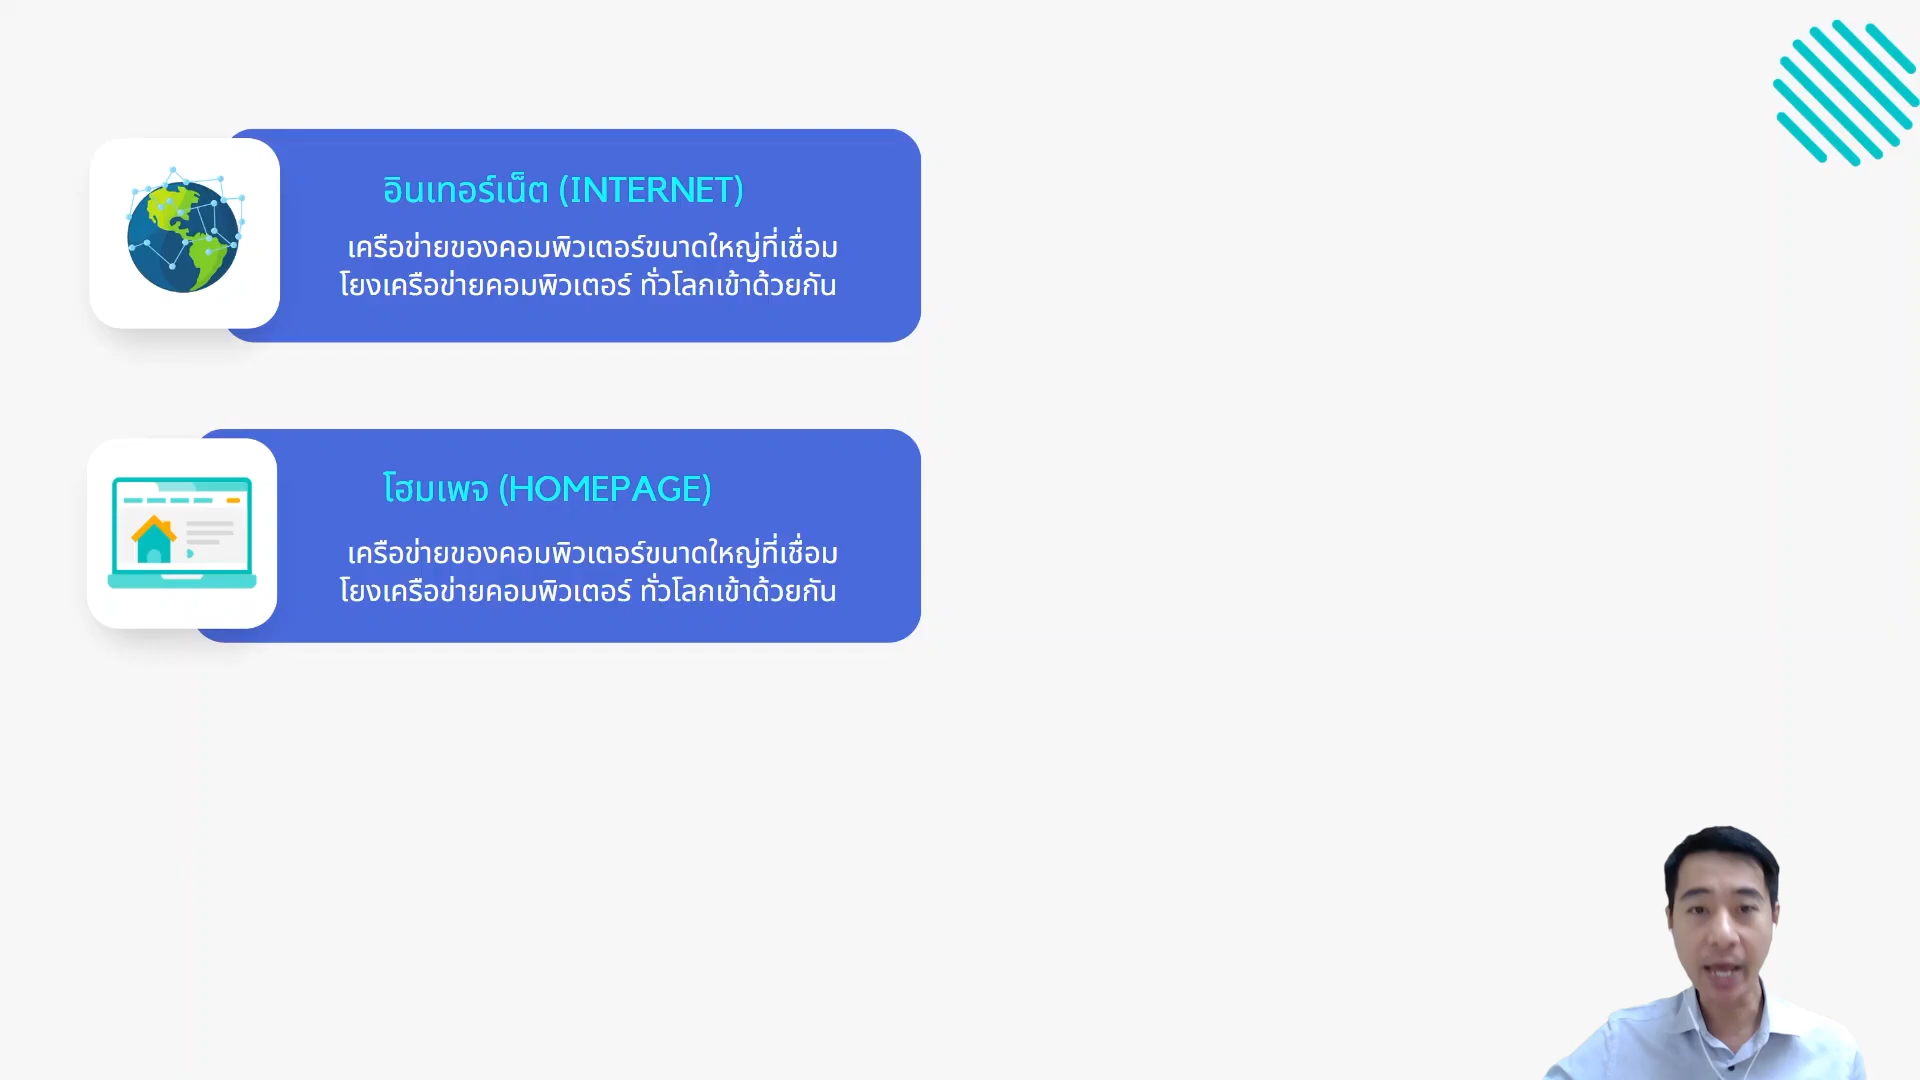 อินเทอร์เน็ต (INTERNET)
เครือข่ายของคอมพิวเตอร์ขนาดใหญ่ที่เชื่อม
โยงเครือข่ายคอมพิวเตอร์ ทั่วโลกเข้าด้วยกัน
โฮมเพจ (HOMEPAGE)
เครือข่ายของคอมพิวเตอร์ขนาดใหญ่ที่เชื่อม
โยงเครือข่ายคอมพิวเตอร์ ทั่วโลกเข้าด้วยกัน